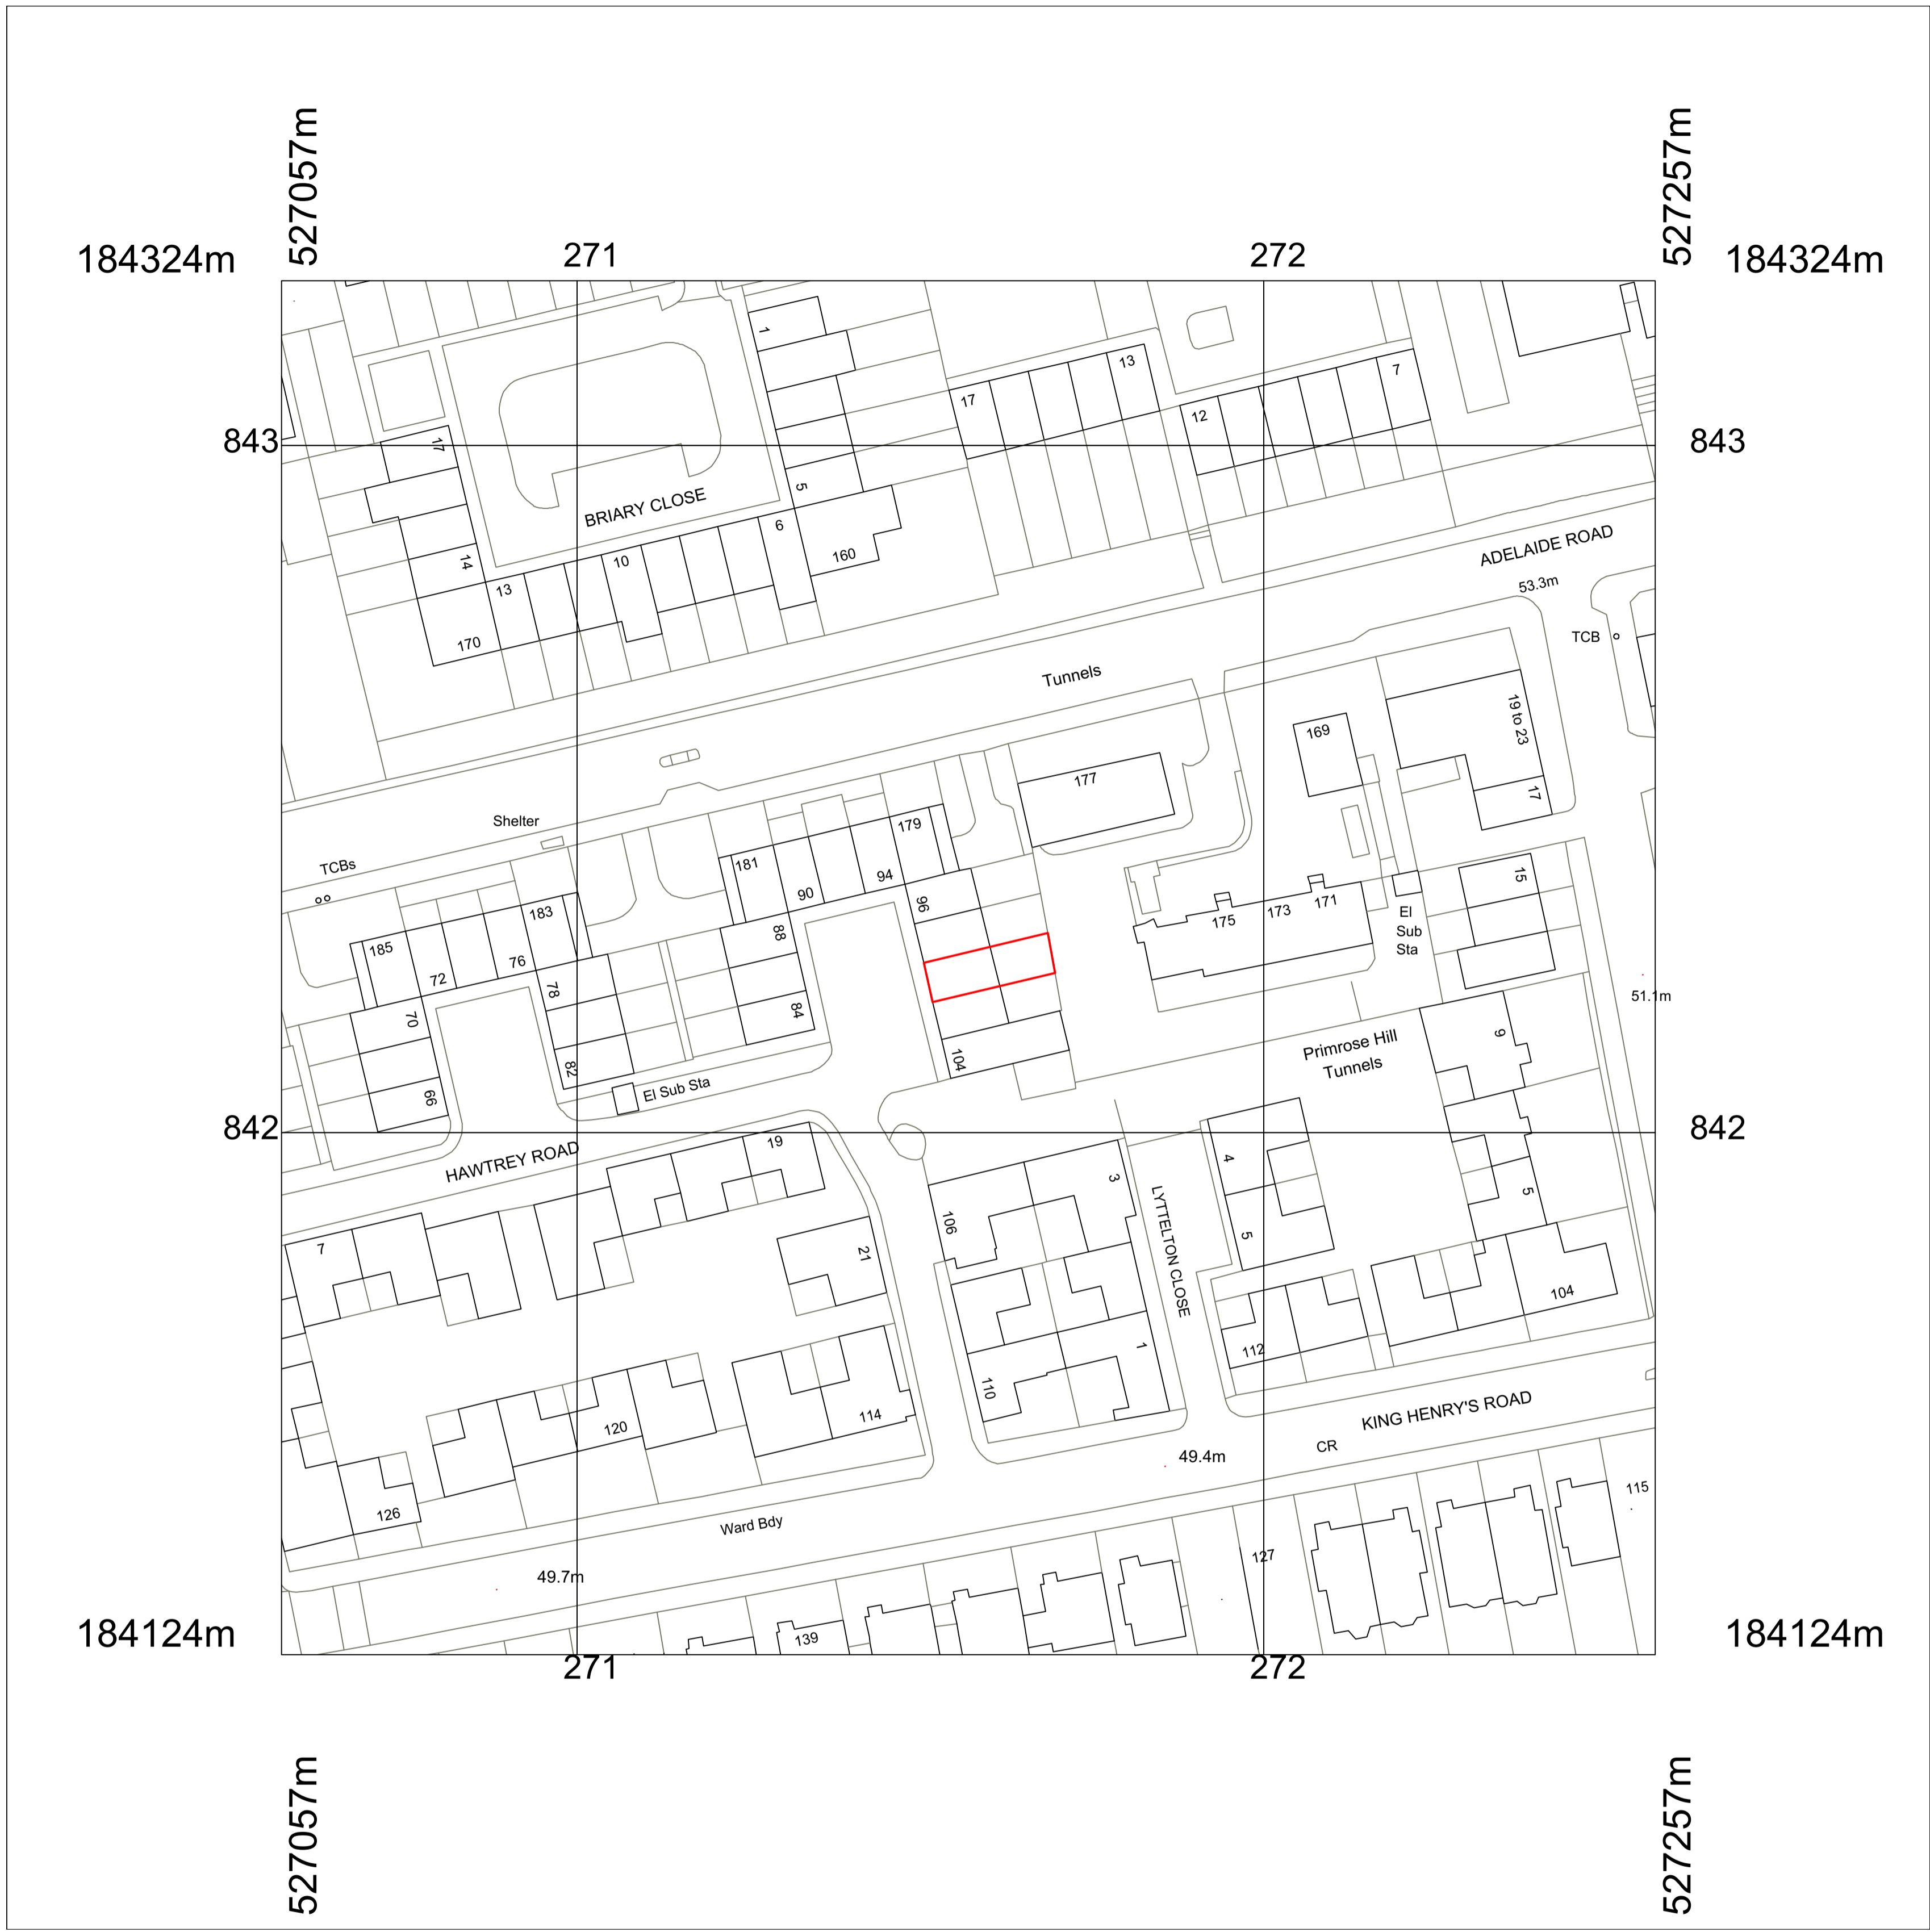 527057m
527257m
184324m
271
272
184324m
1
13
7
17
12
843
17
843
5
BRIARY CLOSE
6
ADELAIDE ROAD
160
14
10
53.3m
13
TCB
170
Tunnels
19 to 23
169
177
17
Shelter
179
TCBs
181
94
90
96
15
183
185
88
175
173
171
El
Sub
Sta
76
72
78
84
70
51.1m
9
Primrose Hill
Tunnels
104
82
66
El Sub Sta
842
842
HAWTREY ROAD
19
4
3
5
LYTTELTON CLOSE
106
7
21
5
104
1
112
110
114
120
KING HENRY'S ROAD
CR
49.4m
115
126
Ward Bdy
127
49.7m
139
184124m
184124m
271
272
527057m
527257m